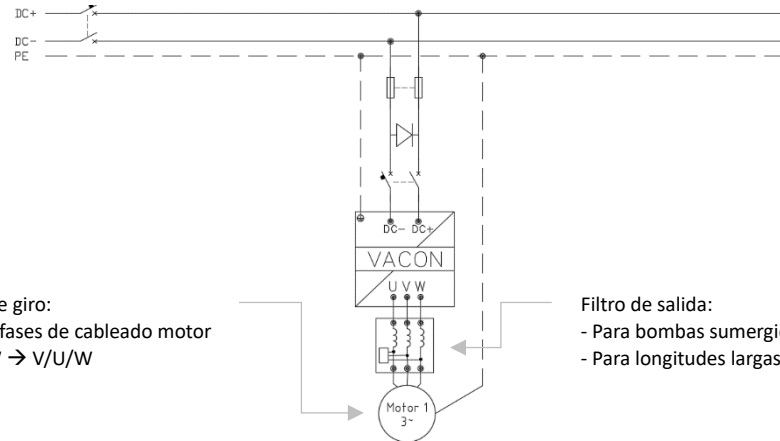 DC+
DC-
PE
DC- DC+
VACON
U V W
e giro:
fases de cableado motor
→ V/U/W
Filtro de salida:
- Para bombas sumergi
- Para longitudes largas
Motor 1
3~